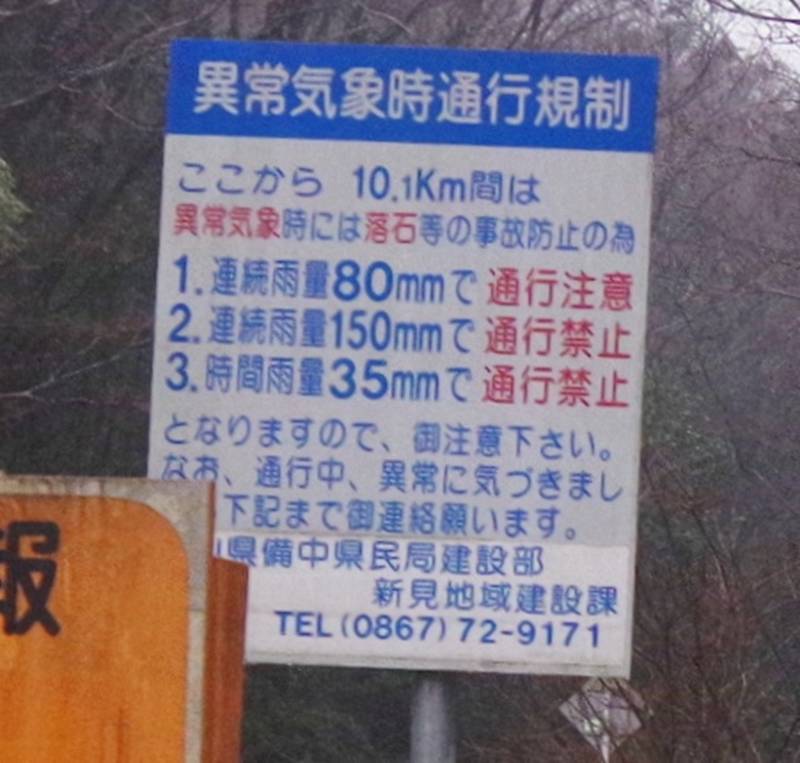 異常気象時通行規制
ここから 10.1Km間は
異常気象時には落石等の事故防止の為
1.連続雨量80mmで 通行注意
2.連続雨量150mmで 通行禁止
3.時間雨量35mmで 通行禁止
となりますので、御注意下さい。
なお、通行中、異常に気づきまし
下記まで御連絡願います。
県備中県民局建設部
新見地域建設課
TEL(0867)72-9171
報